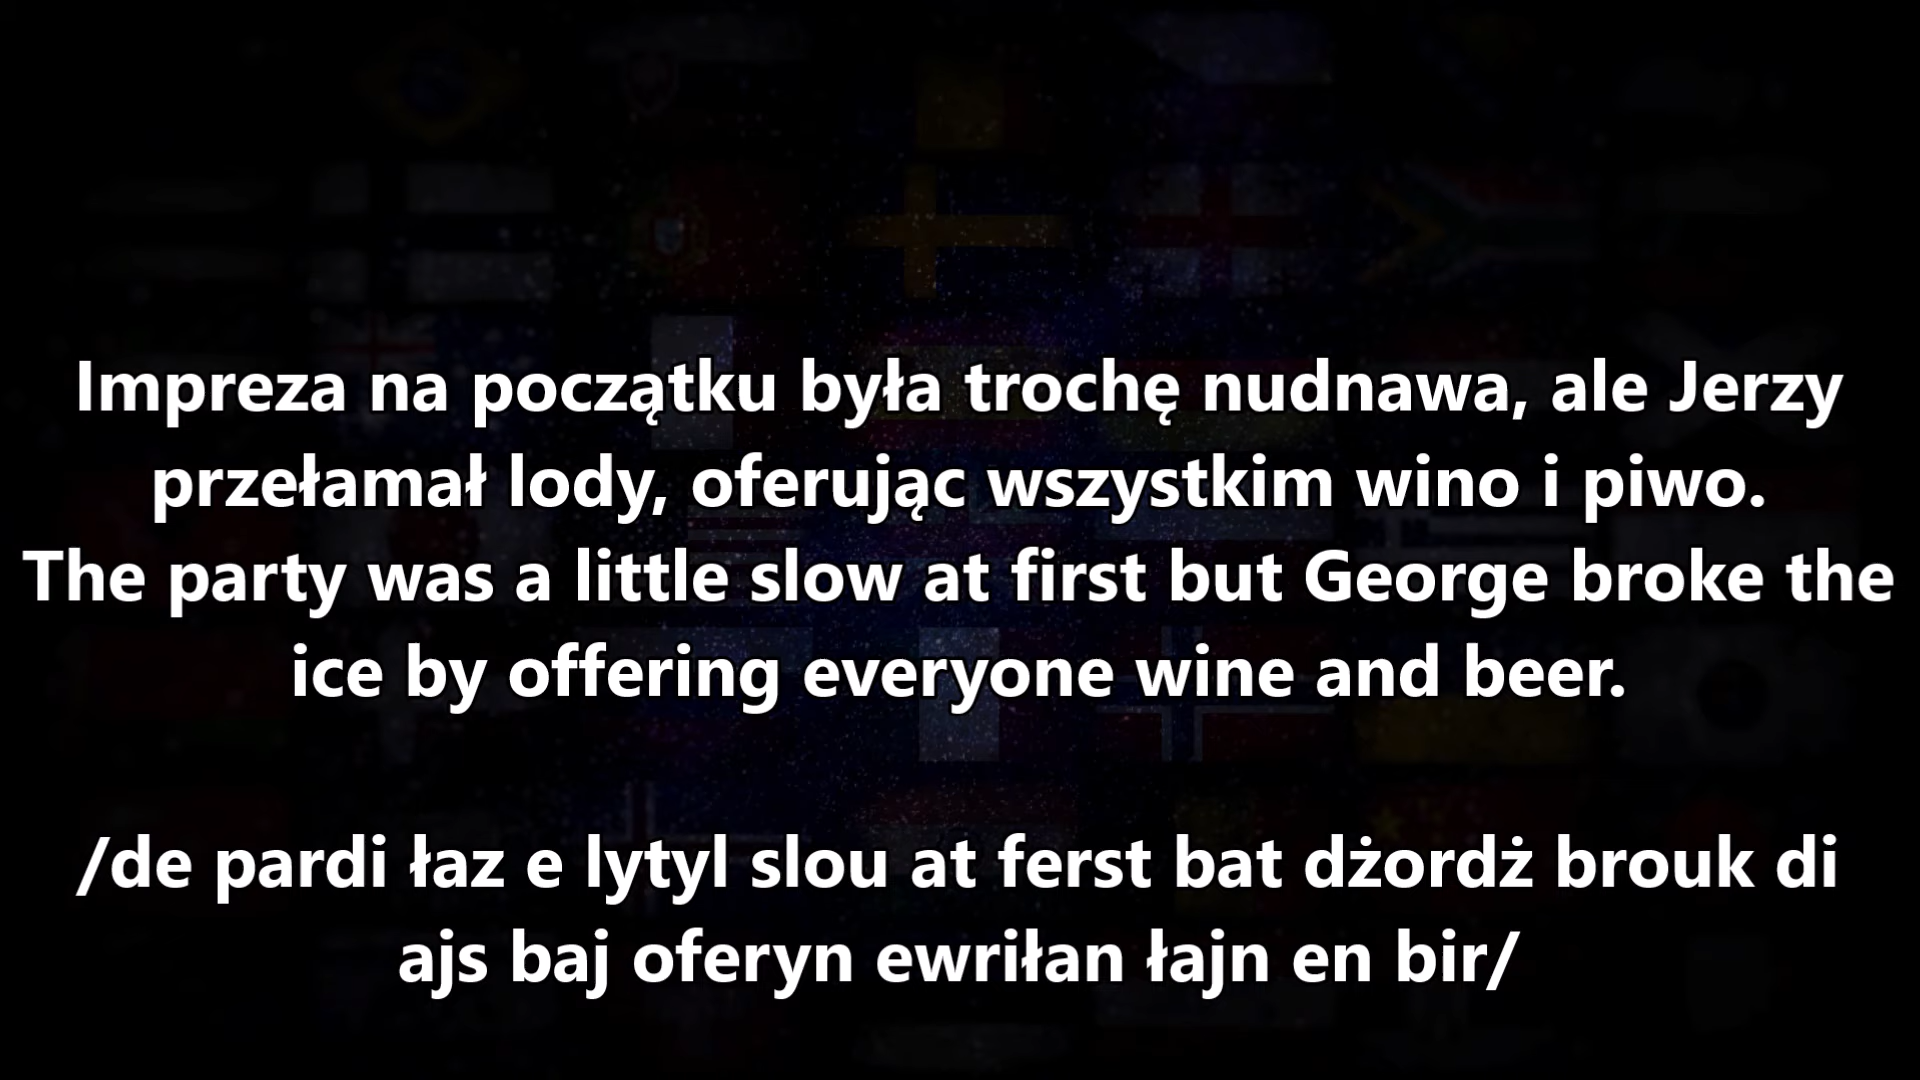 Impreza na początku była trochę nudnawa, ale Jerzy
przełamał lody, oferując wszystkim wino i piwo.
The party was a little slow at first but George broke the
ice by offering everyone wine and beer.
/de pardi łaz e lytyl slou at ferst bat dżordż brouk di
ajs baj oferyn ewriłan łajn en bir/